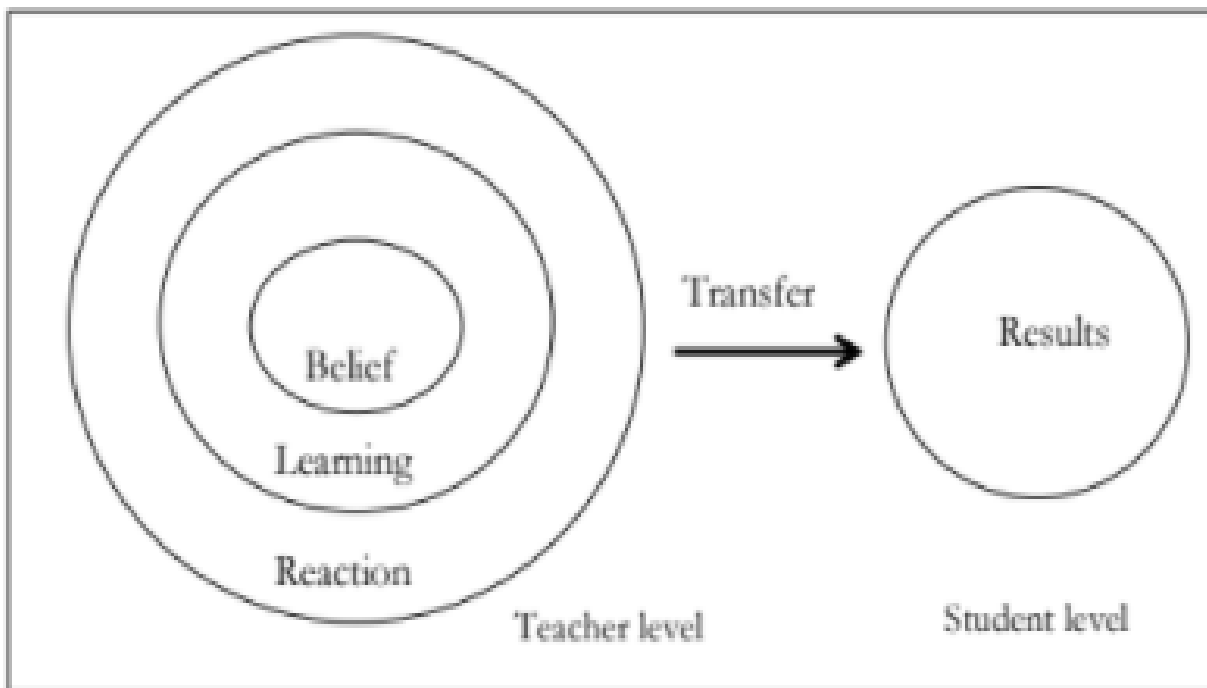 Transfer
Results
Belief
Learning
Reaction
Teacher level
Student level